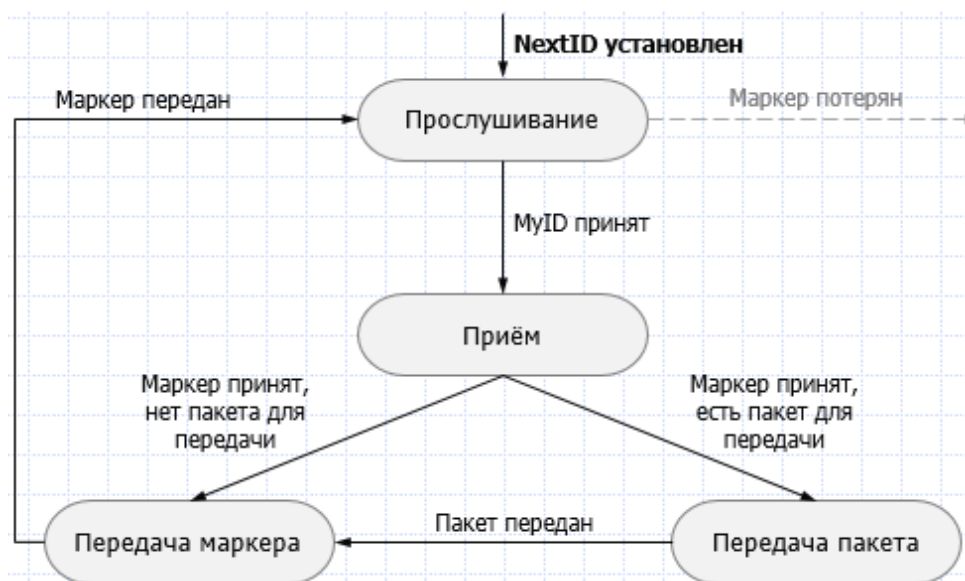 NextID установлен
Маркер передан
Маркер потерян
Прослушивание
MyID принят
Приём
Маркер принят,
нет пакета для
передачи
Маркер принят,
есть пакет для
передачи
Пакет передан
Передача маркера
Передача пакета